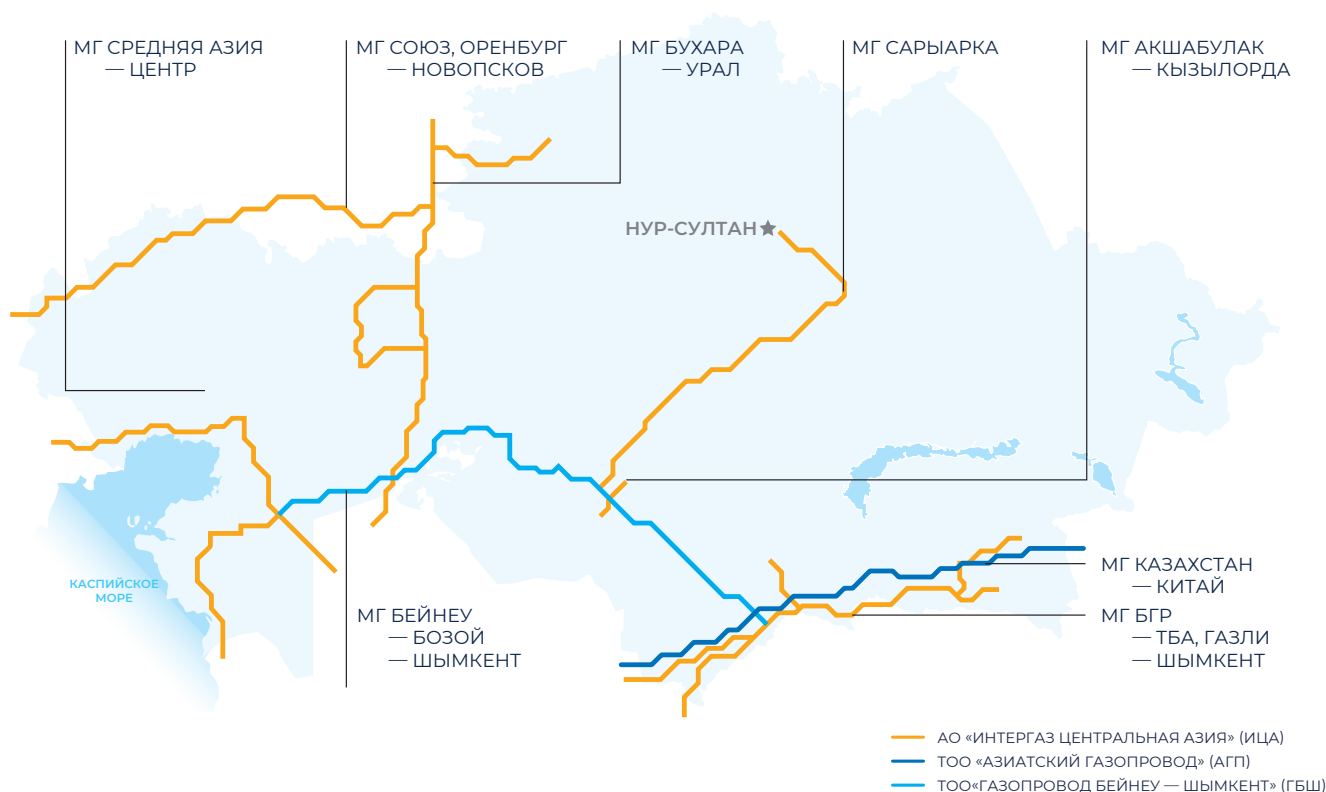 МГ СРЕДНЯЯ АЗИЯ
— ЦЕНТР
МГ СОЮЗ, ОРЕНБУРГ
— НОВОПСКОВ
МГ БУХАРА
— УРАЛ
МГ САРЫАРКА
МГ АКШАБУЛАК
— КЫЗЫЛОРДА
НУР-СУЛТАН
КАСПИЙСКОЕ
МОРЕ
МГ БЕЙНЕУ
— БОЗОЙ
— ШЫМКЕНТ
МГ КАЗАХСТАН
— КИТАЙ
МГ БГР
— ТБА, ГАЗЛИ
— ШЫМКЕНТ
АО «ИНТЕРГАЗ ЦЕНТРАЛЬНАЯ АЗИЯ» (ИЦА)
ТОО «АЗИАТСКИЙ ГАЗОПРОВОД» (АГП)
ТОО«ГАЗОПРОВОД БЕЙНЕУ — ШЫМКЕНТ» (ГБШ)